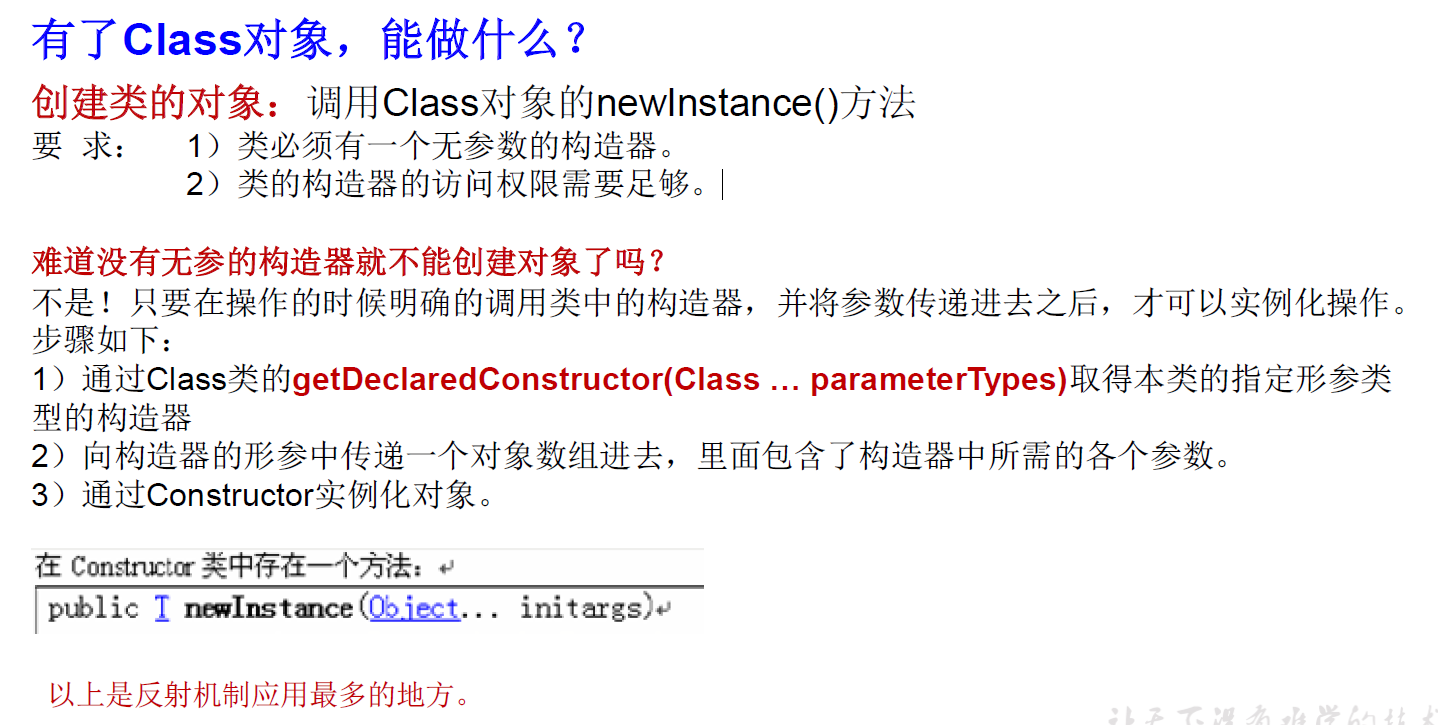 有了Class对象，能做什么？
创建类的对象：调用Class对象的newInstance()方法
要 求： 1）类必须有一个无参数的构造器。
2）类的构造器的访问权限需要足够。
难道没有无参的构造器就不能创建对象了吗？
不是！只要在操作的时候明确的调用类中的构造器，并将参数传递进去之后，才可以实例化操作。
步骤如下：
1）通过Class类的getDeclaredConstructor(Class … parameterTypes)取得本类的指定形参类
型的构造器
2）向构造器的形参中传递一个对象数组进去，里面包含了构造器中所需的各个参数。
3）通过Constructor实例化对象。
在 Constructor 类中存在一个方法：↵
public T newInstance(Object... initargs)↵
以上是反射机制应用最多的地方。